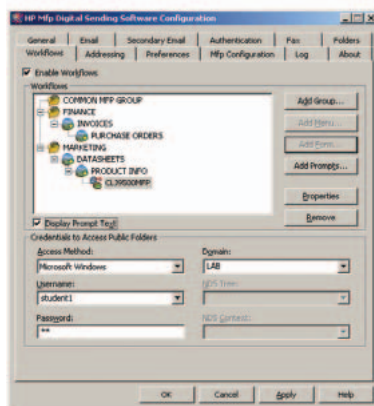 HP Mfp Digital Sending Software Configuration
General Email Secondary Email Authentication Fax Folders
Workflows Addressing Preferences Mfp Configuration Log About
Enable Workflows
Workflows
COMMON MFP GROUP
FINANCE
INVOICES
PURCHASE ORDERS
MARKETING
DATASHEETS
PRODUCT INFO
CLJ9500MFP
Add Group...
Add Menu...
Add Form...
Add Prompts...
Properties
Remove
Display Prompt Text
Credentials to Access Public Folders
Access Method: Domain:
Microsoft Windows LAB
Username: NDS Tree:
student1
Password: NDS Context:
**
OK Cancel Apply Help